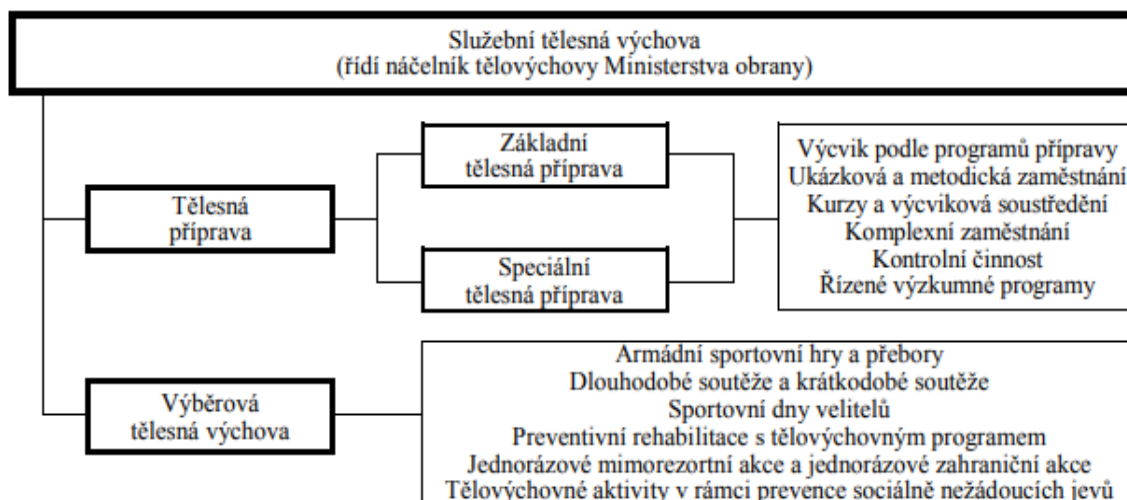 Služební tělesná výchova
(řídí náčelník tělovýchovy Ministerstva obrany)
Základní
tělesná příprava
Tělesná
příprava
Speciální
tělesná příprava
Výcvik podle programů přípravy
Ukázková a metodická zaměstnání
Kurzy a výcviková soustředění
Komplexní zaměstnání
Kontrolní činnost
Řízené výzkumné programy
Výběrová
tělesná výchova
Armádní sportovní hry a přebory
Dlouhodobé soutěže a krátkodobé soutěže
Sportovní dny velitelů
Preventivní rehabilitace s tělovýchovným programem
Jednorázové mimorezortní akce a jednorázové zahraniční akce
Tělovýchovné aktivity v rámci prevence sociálně nežádoucích jevů